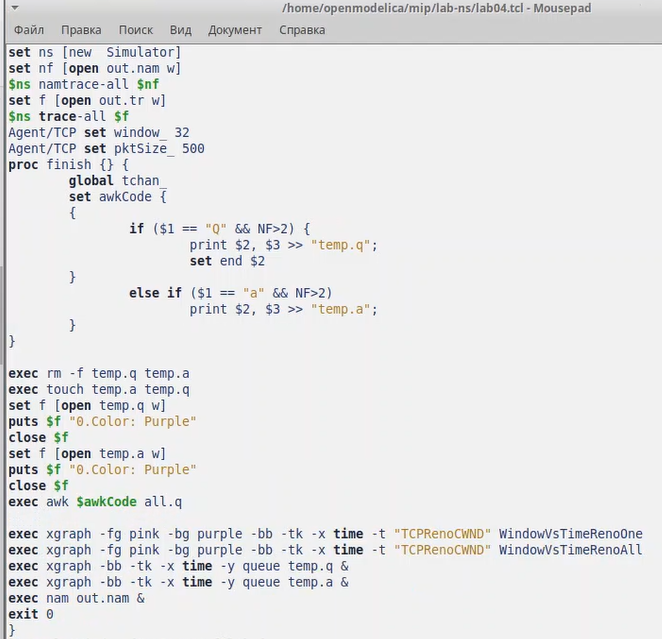 /home/openmodelica/mip/lab-ns/lab04.tcl - Mousepad
Файл Правка Поиск Вид Документ Справка
set ns [new  Simulator]
set nf [open out.nam w]
$ns namtrace-all $nf
set f [open out.tr w]
$ns trace-all $f
Agent/TCP set window_ 32
Agent/TCP set pktSize_ 500
proc finish {} {
        global tchan_
        set awkCode {
        {
                if ($1 == "Q" && NF>2) {
                        print $2, $3 >> "temp.q";
                        set end $2
        }
                else if ($1 == "a" && NF>2)
                        print $2, $3 >> "temp.a";
        }
}

exec rm -f temp.q temp.a
exec touch temp.a temp.q
set f [open temp.q w]
puts $f "0.Color: Purple"
close $f
set f [open temp.a w]
puts $f "0.Color: Purple"
close $f
exec awk $awkCode all.q

exec xgraph -fg pink -bg purple -bb -tk -x time -t "TCPRenoCWND" WindowVsTimeRenoOne
exec xgraph -fg pink -bg purple -bb -tk -x time -t "TCPRenoCWND" WindowVsTimeRenoAll
exec xgraph -bb -tk -x time -y queue temp.q &
exec xgraph -bb -tk -x time -y queue temp.a &
exec nam out.nam &
exit 0
}